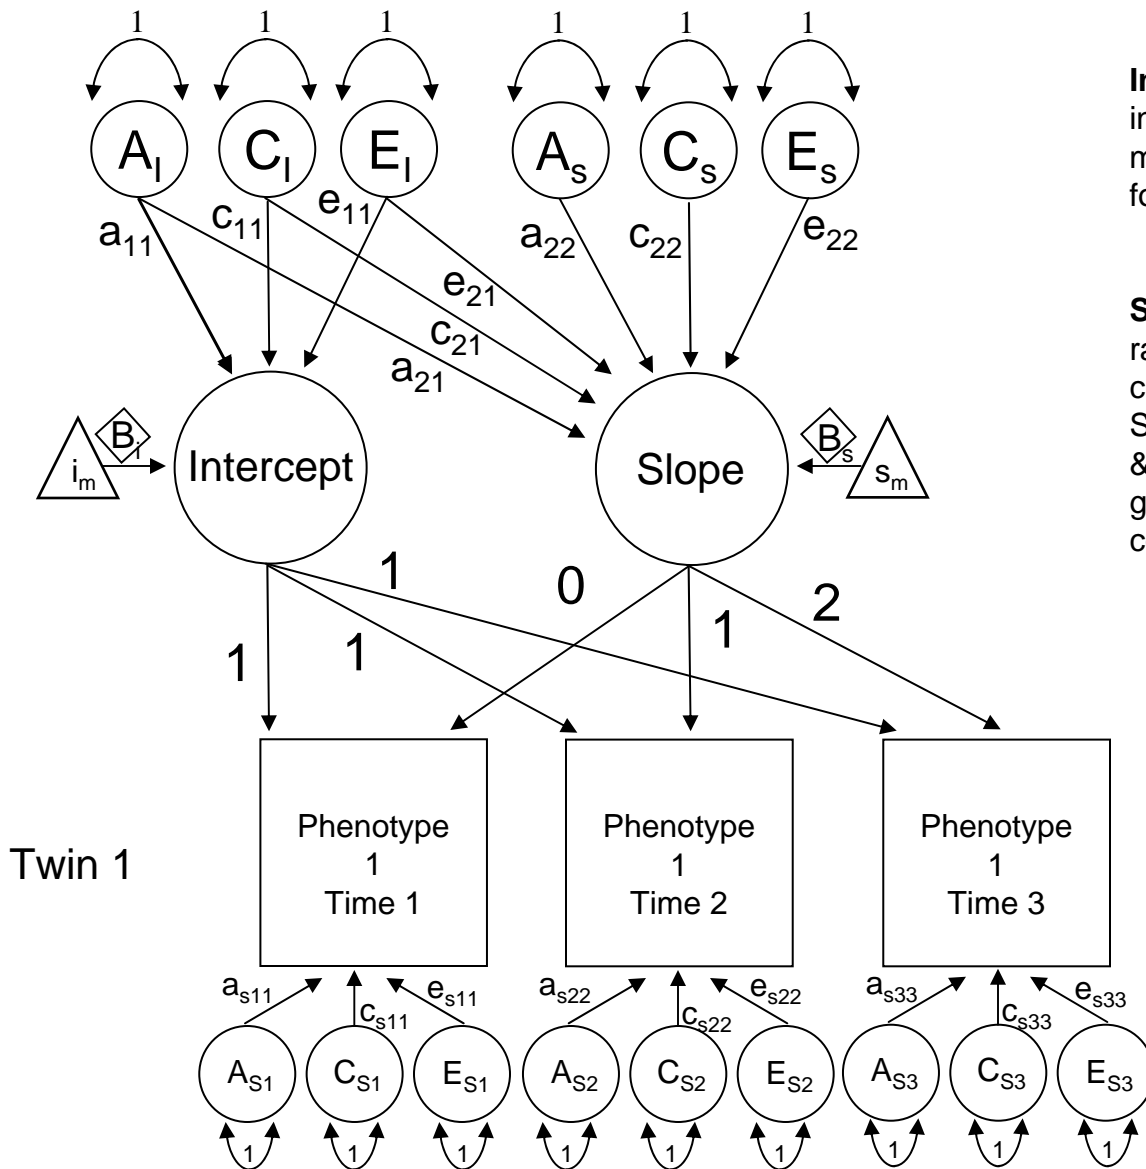 1 1 1 1 1 1
A_I C_I E_I A_s C_s E_s
a_11 c_11 e_11 a_22 c_22 e_22
e_21
c_21
a_21
B_i B_s
i_m Intercept Slope s_m
1 0 2
1 1 1
Phenotype Phenotype Phenotype
1 1 1
Time 1 Time 2 Time 3
Twin 1
a_s11 c_s11 e_s11 a_s22 c_s22 e_s22 a_s33 c_s33 e_s33
A_S1 C_S1 E_S1 A_S2 C_S2 E_S2 A_S3 C_S3 E_S3
1 1 1 1 1 1 1 1 1
S
&